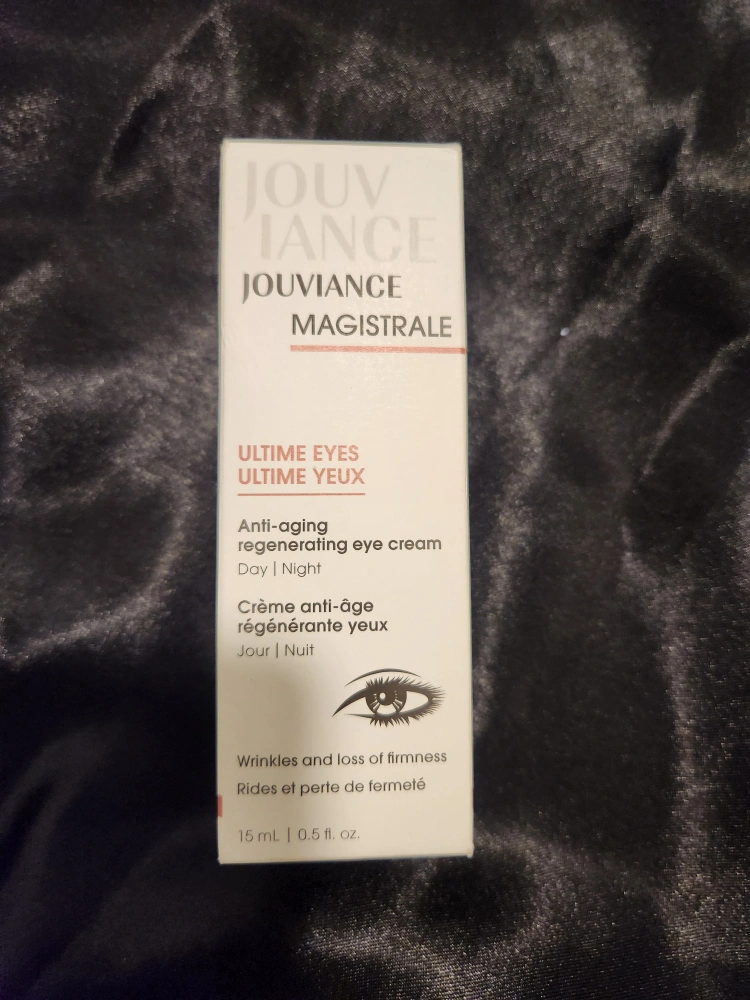 JOUV
IANCE
JOUVIANCE
MAGISTRALE
ULTIME EYES
ULTIME YEUX
Anti-aging
regenerating eye cream
Day | Night
Crème anti-âge
régénérante yeux
Jour | Nuit
Wrinkles and loss of firmness
Rides et perte de fermeté
15 mL | 0.5 fl. oz.